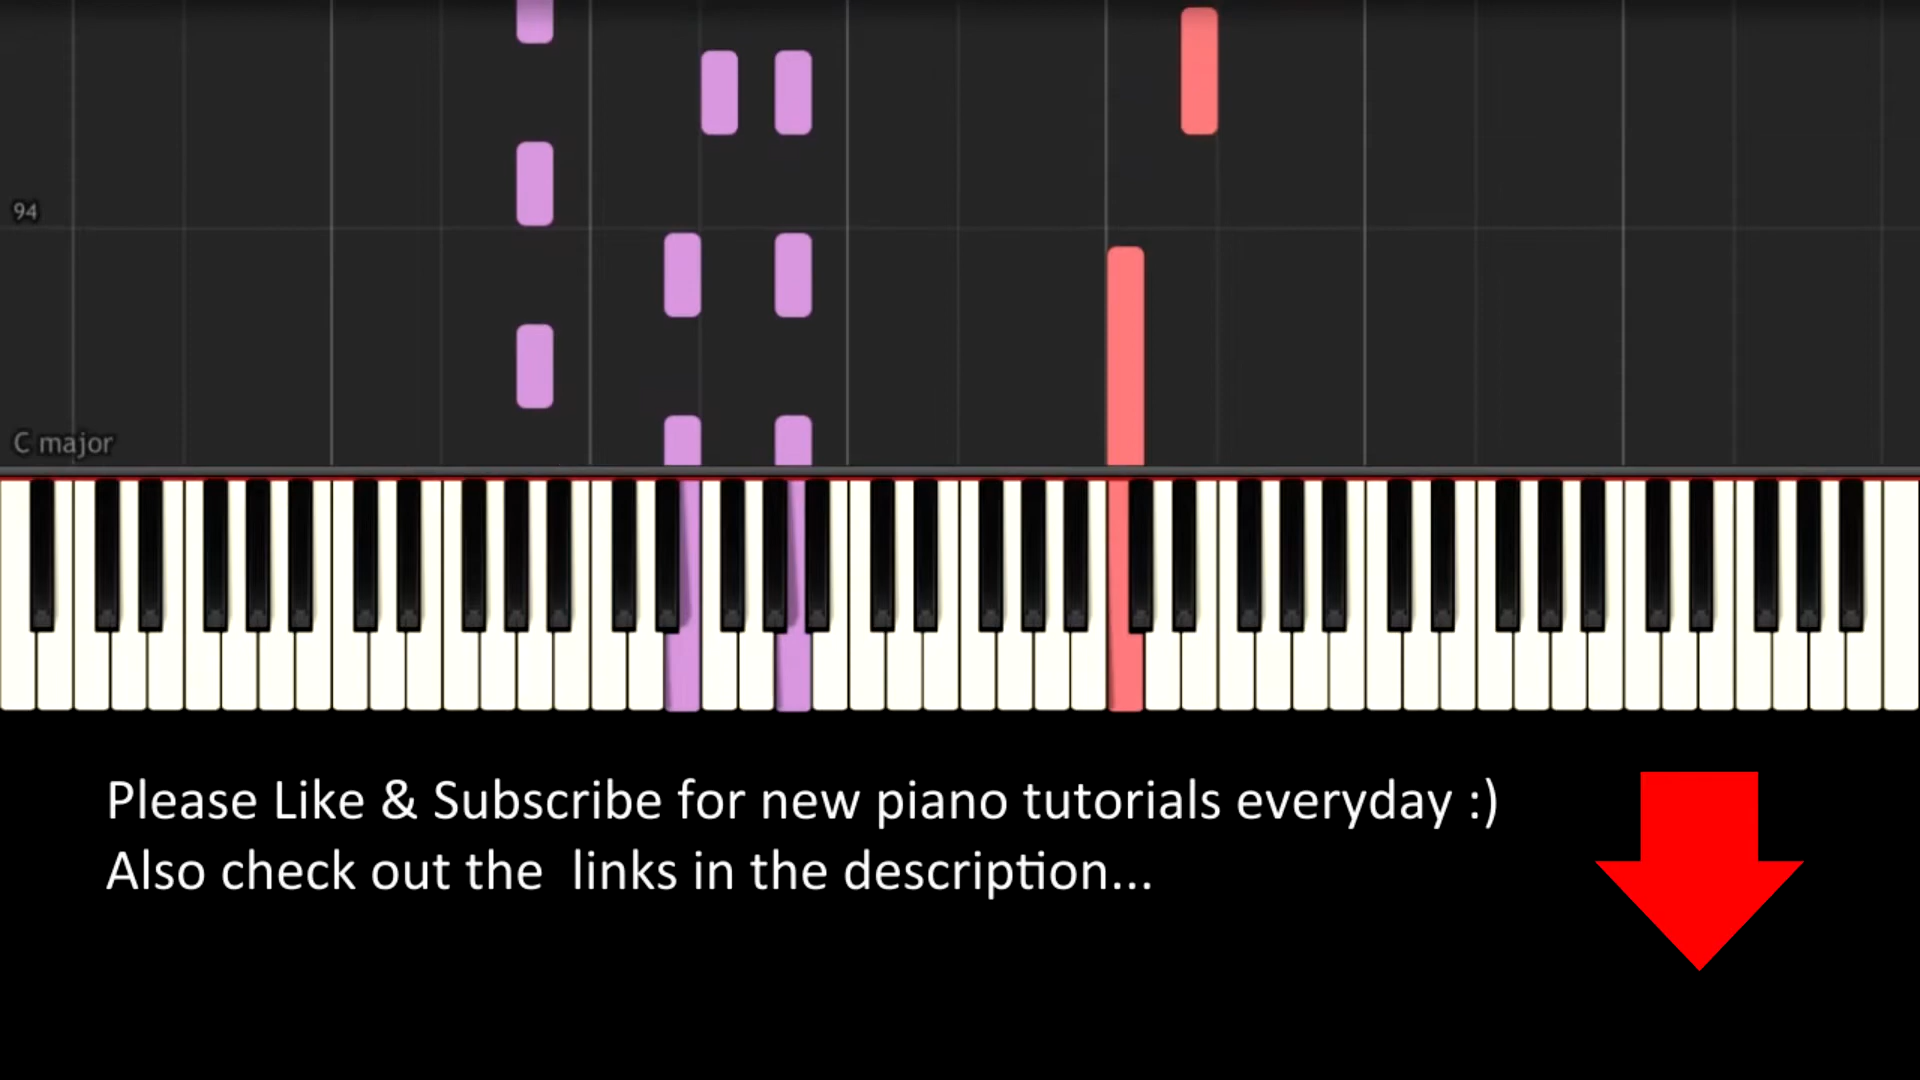 94
C major
Please Like & Subscribe for new piano tutorials everyday :)
Also check out the  links in the description...